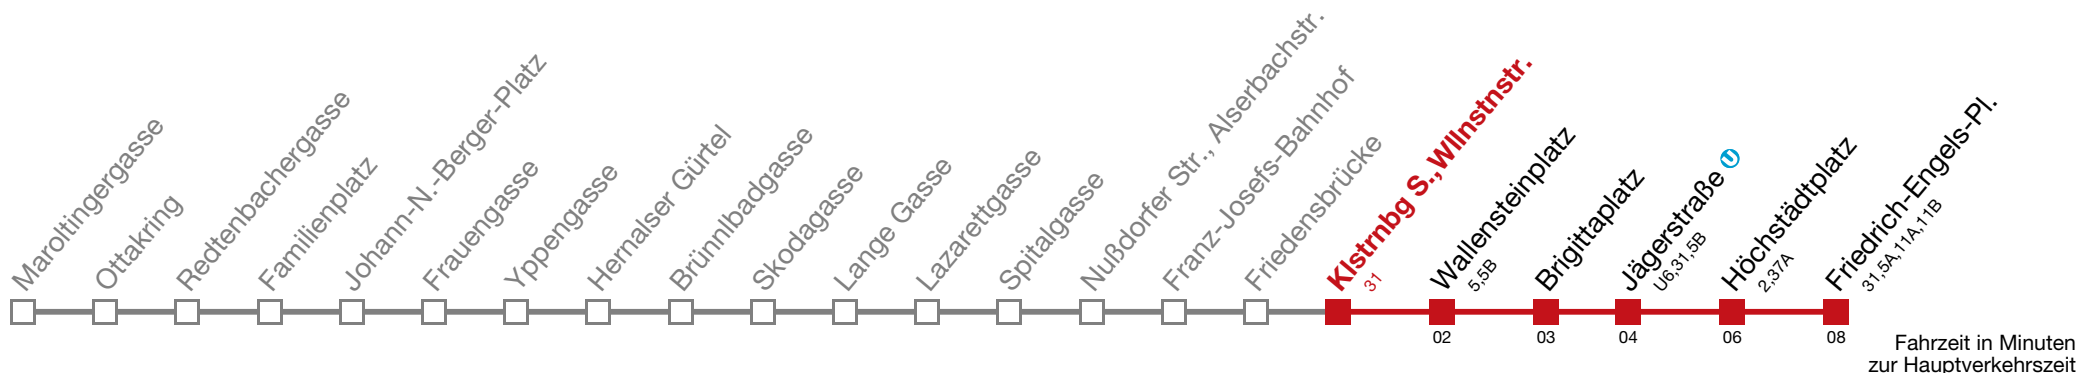 Maroltingergasse
Ottakring
Redtenbachergasse
Familienplatz
Johann-N.-Berger-Platz
Frauengasse
Yppengasse
Hernalser Gürtel
Brünnlbadgasse
Skodagasse
Lange Gasse
Lazarettgasse
Spitalgasse
Nußdorfer Str., Alserbachstr.
Franz-Josefs-Bahnhof
Friedensbrücke
Klstrnbg S.,Wllnstnstr.
31
Wallensteinplatz
5,5B
02
Brigittaplatz
03
Jägerstraße U
U6,31,5B
04
Höchstädtplatz
2,37A
06
Friedrich-Engels-Pl.
31,5A,11A,11B
08
Fahrzeit in Minuten
zur Hauptverkehrszeit